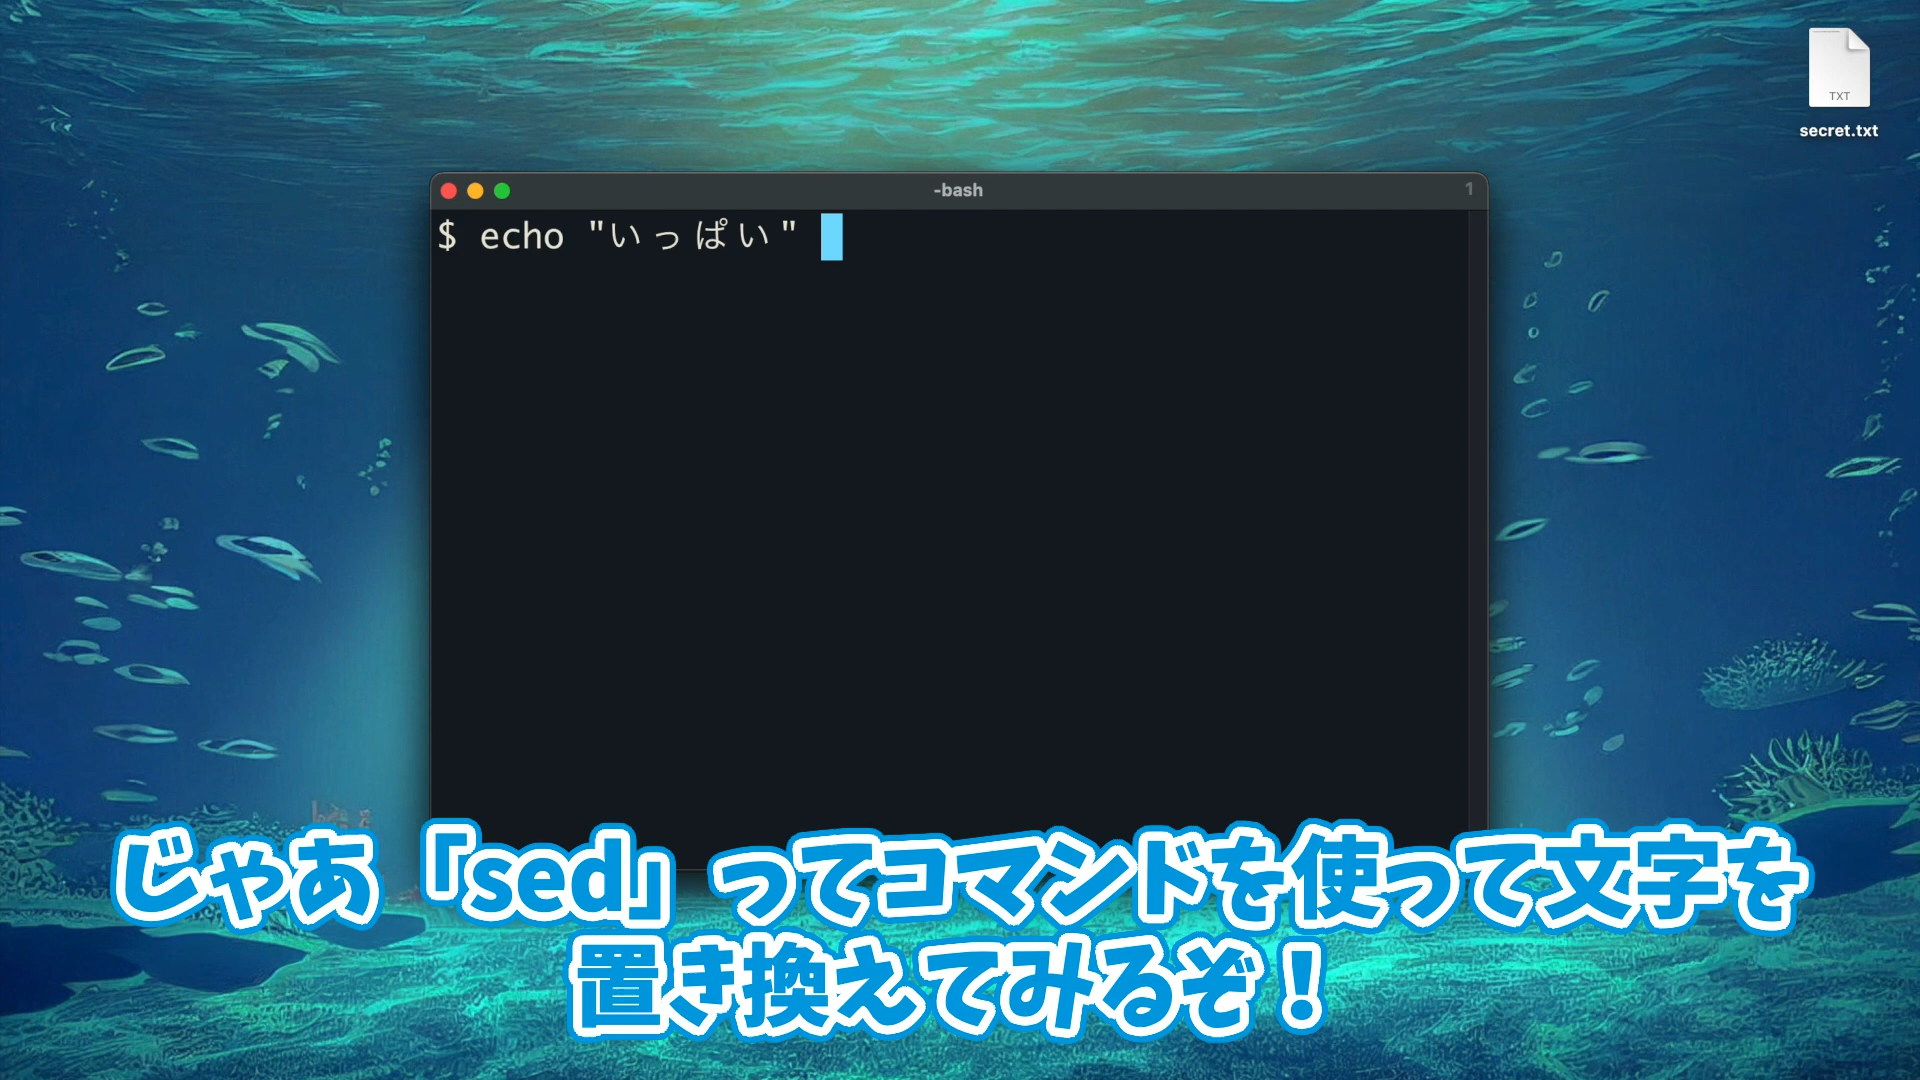 TXT
secret.txt
-bash
1
$ echo "いっぱい"
じゃあ「sed」ってコマンドを使って文字を
置き換えてみるぞ！